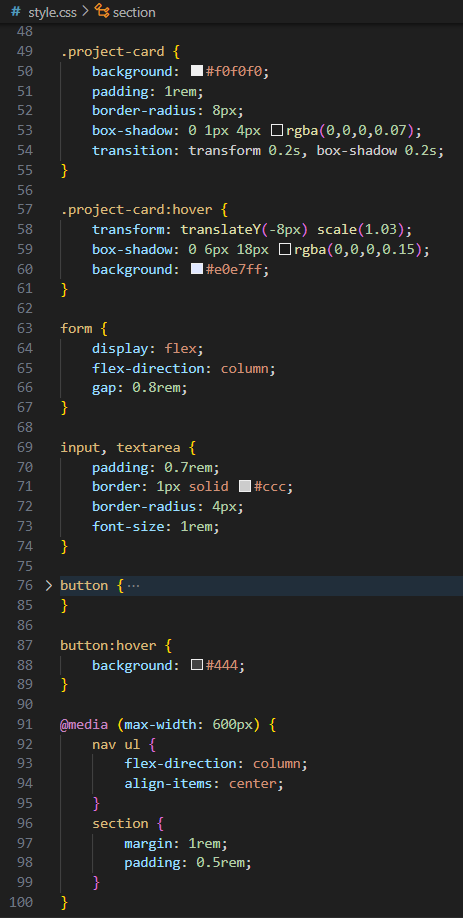 # style.css > section
48
49 .project-card {
50     background: #f0f0f0;
51     padding: 1rem;
52     border-radius: 8px;
53     box-shadow: 0 1px 4px rgba(0,0,0,0.07);
54     transition: transform 0.2s, box-shadow 0.2s;
55 }
56
57 .project-card:hover {
58     transform: translateY(-8px) scale(1.03);
59     box-shadow: 0 6px 18px rgba(0,0,0,0.15);
60     background: #e0e7ff;
61 }
62
63 form {
64     display: flex;
65     flex-direction: column;
66     gap: 0.8rem;
67 }
68
69 input, textarea {
70     padding: 0.7rem;
71     border: 1px solid #ccc;
72     border-radius: 4px;
73     font-size: 1rem;
74 }
75
76 > button { ···
85 }
86
87 button:hover {
88     background: #444;
89 }
90
91 @media (max-width: 600px) {
92     nav ul {
93         flex-direction: column;
94         align-items: center;
95     }
96     section {
97         margin: 1rem;
98         padding: 0.5rem;
99     }
100 }